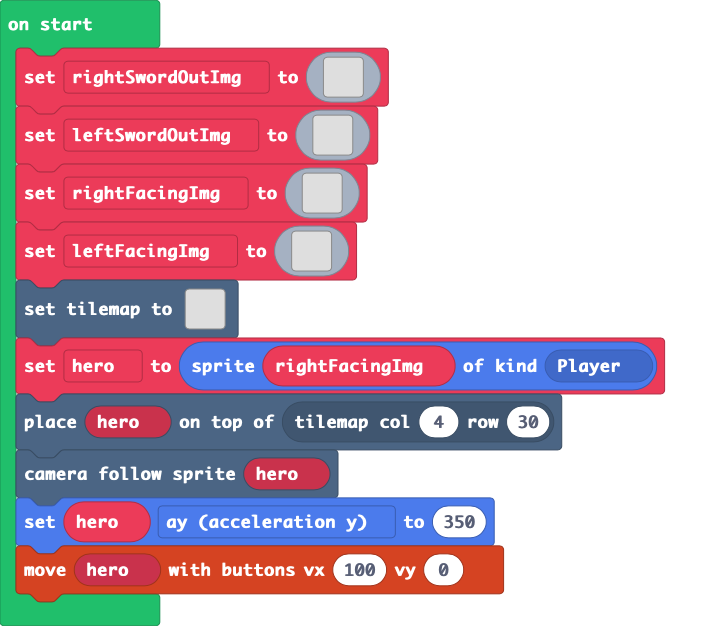 on start
set rightSwordOutImg to
set leftSwordOutImg to
set rightFacingImg to
set leftFacingImg to
set tilemap to
set hero to sprite rightFacingImg of kind Player
place hero on top of tilemap col 4 row 30
camera follow sprite hero
set hero ay (acceleration y) to 350
move hero with buttons vx 100 vy 0